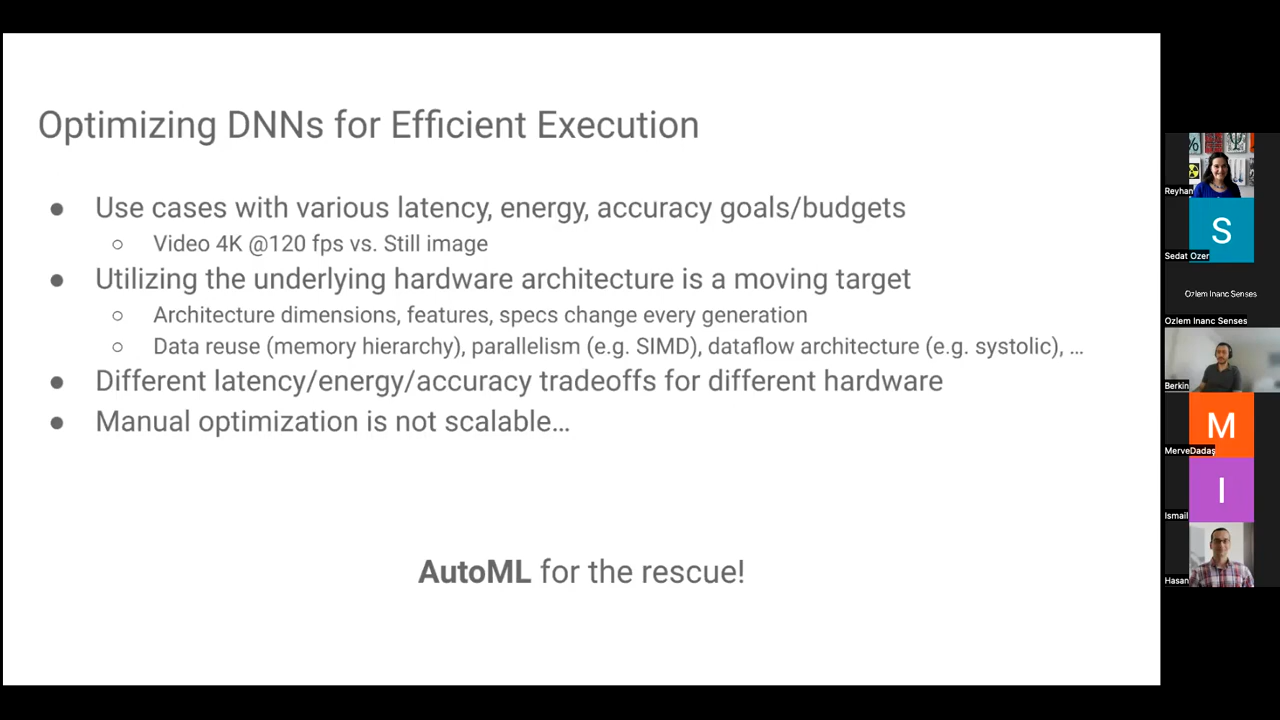 Optimizing DNNs for Efficient Execution
● Use cases with various latency, energy, accuracy goals/budgets
○ Video 4K @120 fps vs. Still image
● Utilizing the underlying hardware architecture is a moving target
○ Architecture dimensions, features, specs change every generation
○ Data reuse (memory hierarchy), parallelism (e.g. SIMD), dataflow architecture (e.g. systolic), …
● Different latency/energy/accuracy tradeoffs for different hardware
● Manual optimization is not scalable…
AutoML for the rescue!
%
Reyhan
S
Sedat Ozer
Ozlem Inanc Senses
Ozlem Inanc Senses
Berkin
M
MerveDadaş
I
Ismail
Hasan